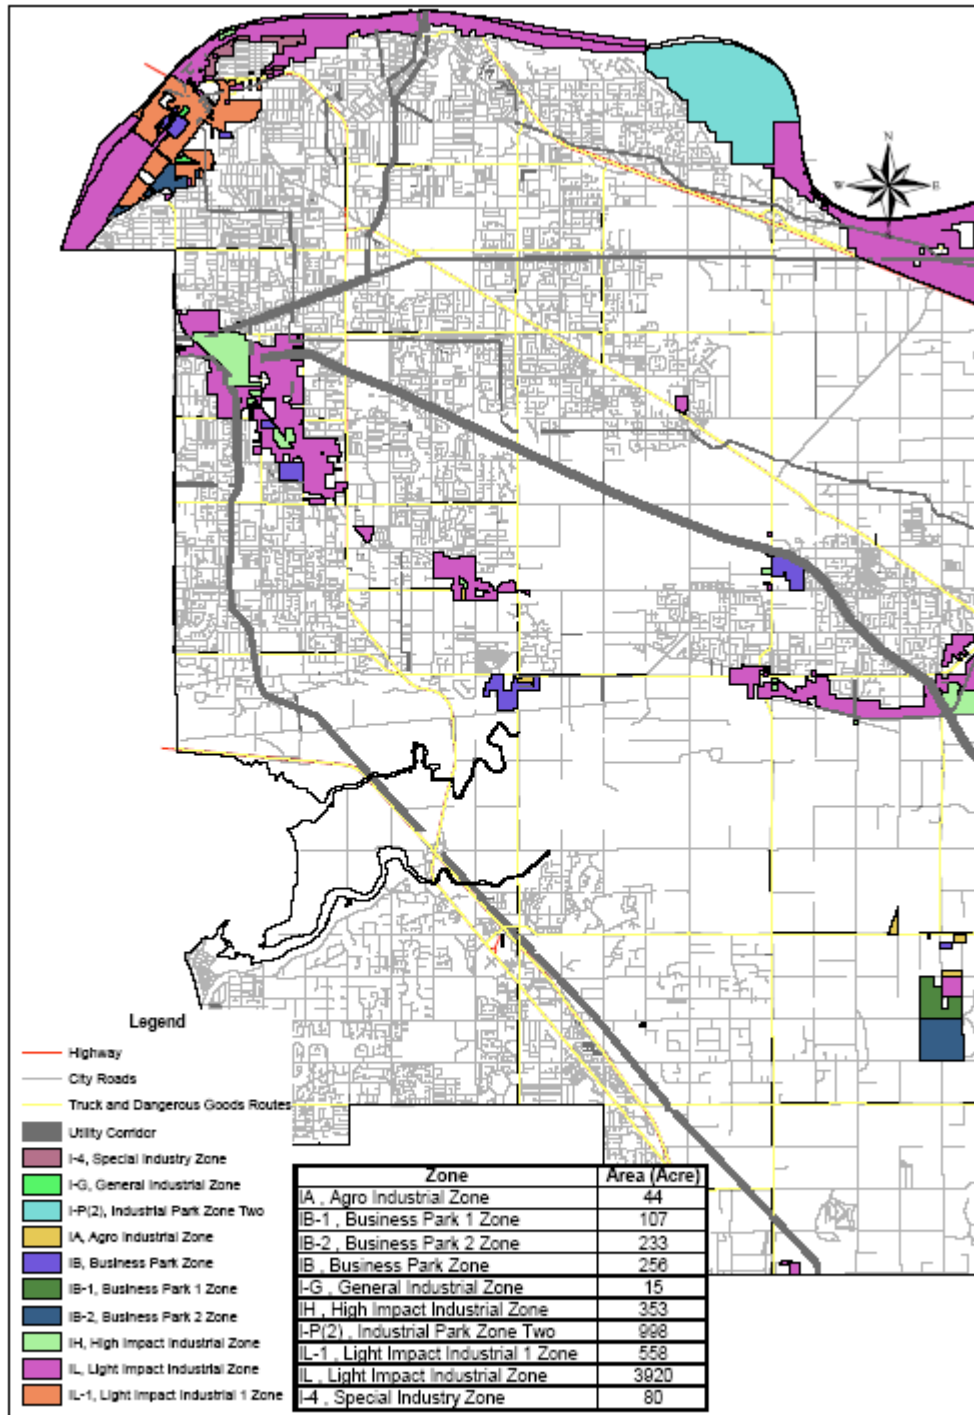 N
W E
S
Legend
Highway
City Roads
Truck and Dangerous Goods Routes
Utility Corridor
I-4, Special Industry Zone
I-G, General Industrial Zone
I-P(2), Industrial Park Zone Two
IA, Agro Industrial Zone
IB, Business Park Zone
IB-1, Business Park 1 Zone
IB-2, Business Park 2 Zone
IH, High Impact Industrial Zone
IL, Light Impact Industrial Zone
IL-1, Light Impact Industrial 1 Zone
Zone Area (Acre)
IA , Agro Industrial Zone 44
IB-1 , Business Park 1 Zone 107
IB-2 , Business Park 2 Zone 233
IB , Business Park Zone 256
I-G , General Industrial Zone 15
IH , High Impact Industrial Zone 353
I-P(2) , Industrial Park Zone Two 998
IL-1 , Light Impact Industrial 1 Zone 558
IL , Light Impact Industrial Zone 3920
I-4 , Special Industry Zone 80